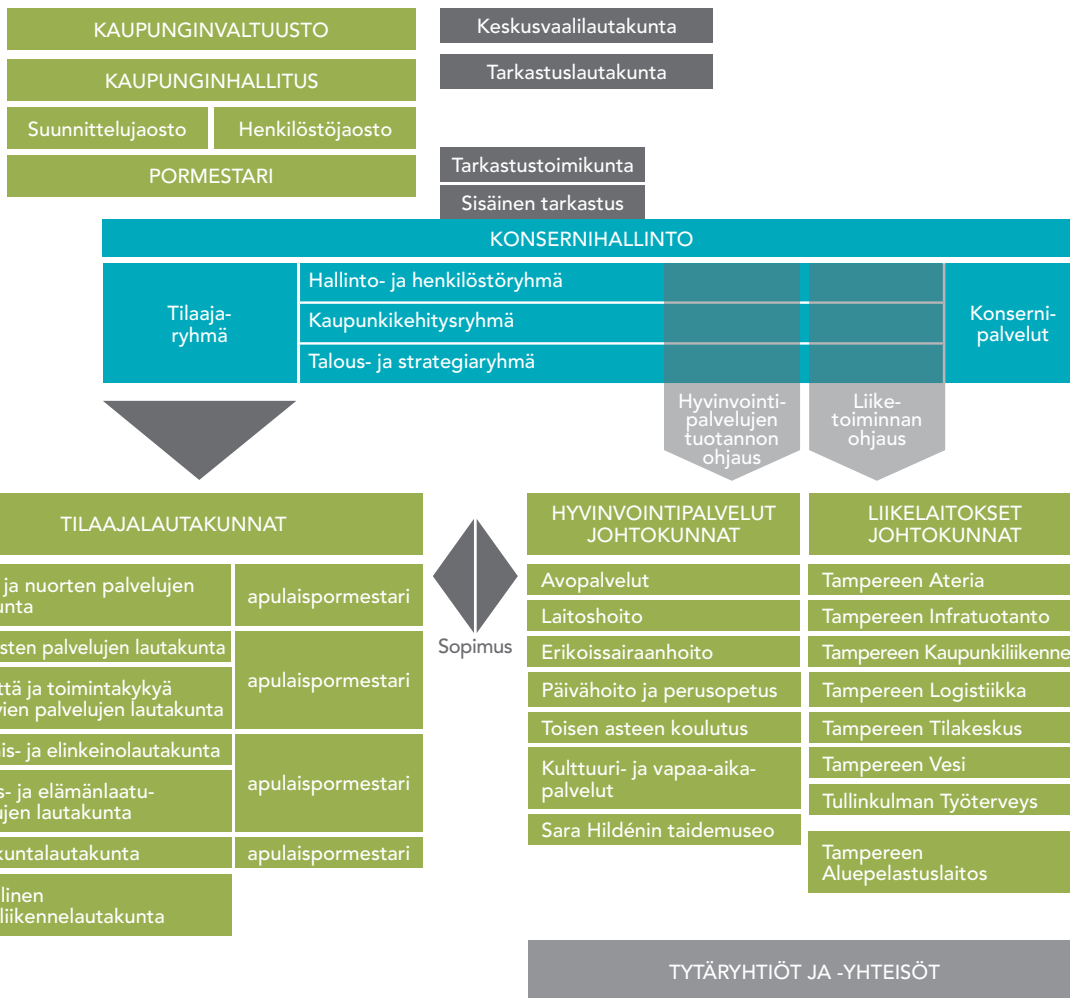 KAUPUNGINVALTUUSTO
Keskusvaalilautakunta
KAUPUNGINHALLITUS
Tarkastuslautakunta
Suunnittelujaosto
Henkilöstöjaosto
PORMESTARI
Tarkastustoimikunta
Sisäinen tarkastus
KONSERNIHALLINTO
Tilaaja-
ryhmä
Hallinto- ja henkilöstöryhmä
Kaupunkikehitysryhmä
Talous- ja strategiaryhmä
Konserni-
palvelut
Hyvinvointi-
palvelujen
tuotannon
ohjaus
Liike-
toiminnan
ohjaus
TILAAJALAUTAKUNNAT
ja nuorten palvelujen
unta
apulaispormestari
sten palvelujen lautakunta
ttä ja toimintakykyä
vien palvelujen lautakunta
apulaispormestari
is- ja elinkeinolautakunta
s- ja elämänlaatu-
ujen lautakunta
apulaispormestari
kuntalautakunta
apulaispormestari
linen
liikennelautakunta
Sopimus
HYVINVOINTIPALVELUT
JOHTOKUNNAT
Avopalvelut
Laitoshoito
Erikoissairaanhoito
Päivähoito ja perusopetus
Toisen asteen koulutus
Kulttuuri- ja vapaa-aika-
palvelut
Sara Hildénin taidemuseo
LIIKELAITOKSET
JOHTOKUNNAT
Tampereen Ateria
Tampereen Infratuotanto
Tampereen Kaupunkiliikenne
Tampereen Logistiikka
Tampereen Tilakeskus
Tampereen Vesi
Tullinkulman Työterveys
Tampereen
Aluepelastuslaitos
TYTÄRYHTIÖT JA -YHTEISÖT